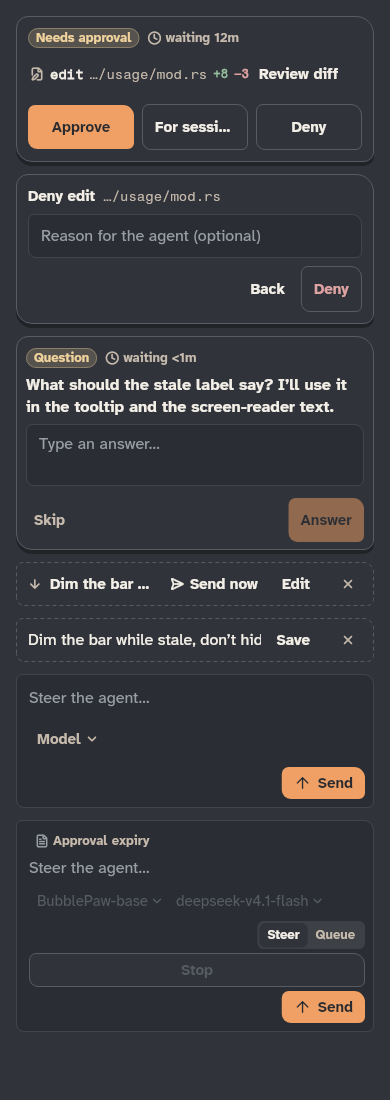 Needs approval waiting 12m
edit …/usage/mod.rs +8 −3 Review diff
Approve For sessi… Deny
Deny edit …/usage/mod.rs
Reason for the agent (optional)
Back Deny
Question waiting <1m
What should the stale label say? I’ll use it
in the tooltip and the screen-reader text.
Type an answer…
Skip Answer
Dim the bar … Send now Edit
Dim the bar while stale, don’t hid Save
Steer the agent…
Model
Send
Approval expiry
Steer the agent…
BubblePaw-base deepseek-v4.1-flash
Steer Queue
Stop
Send